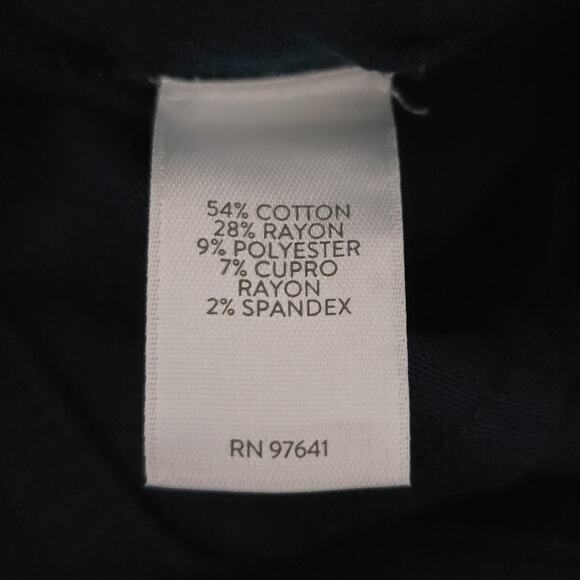 54% COTTON
28% RAYON
9% POLYESTER
7% CUPRO
RAYON
2% SPANDEX
RN 97641